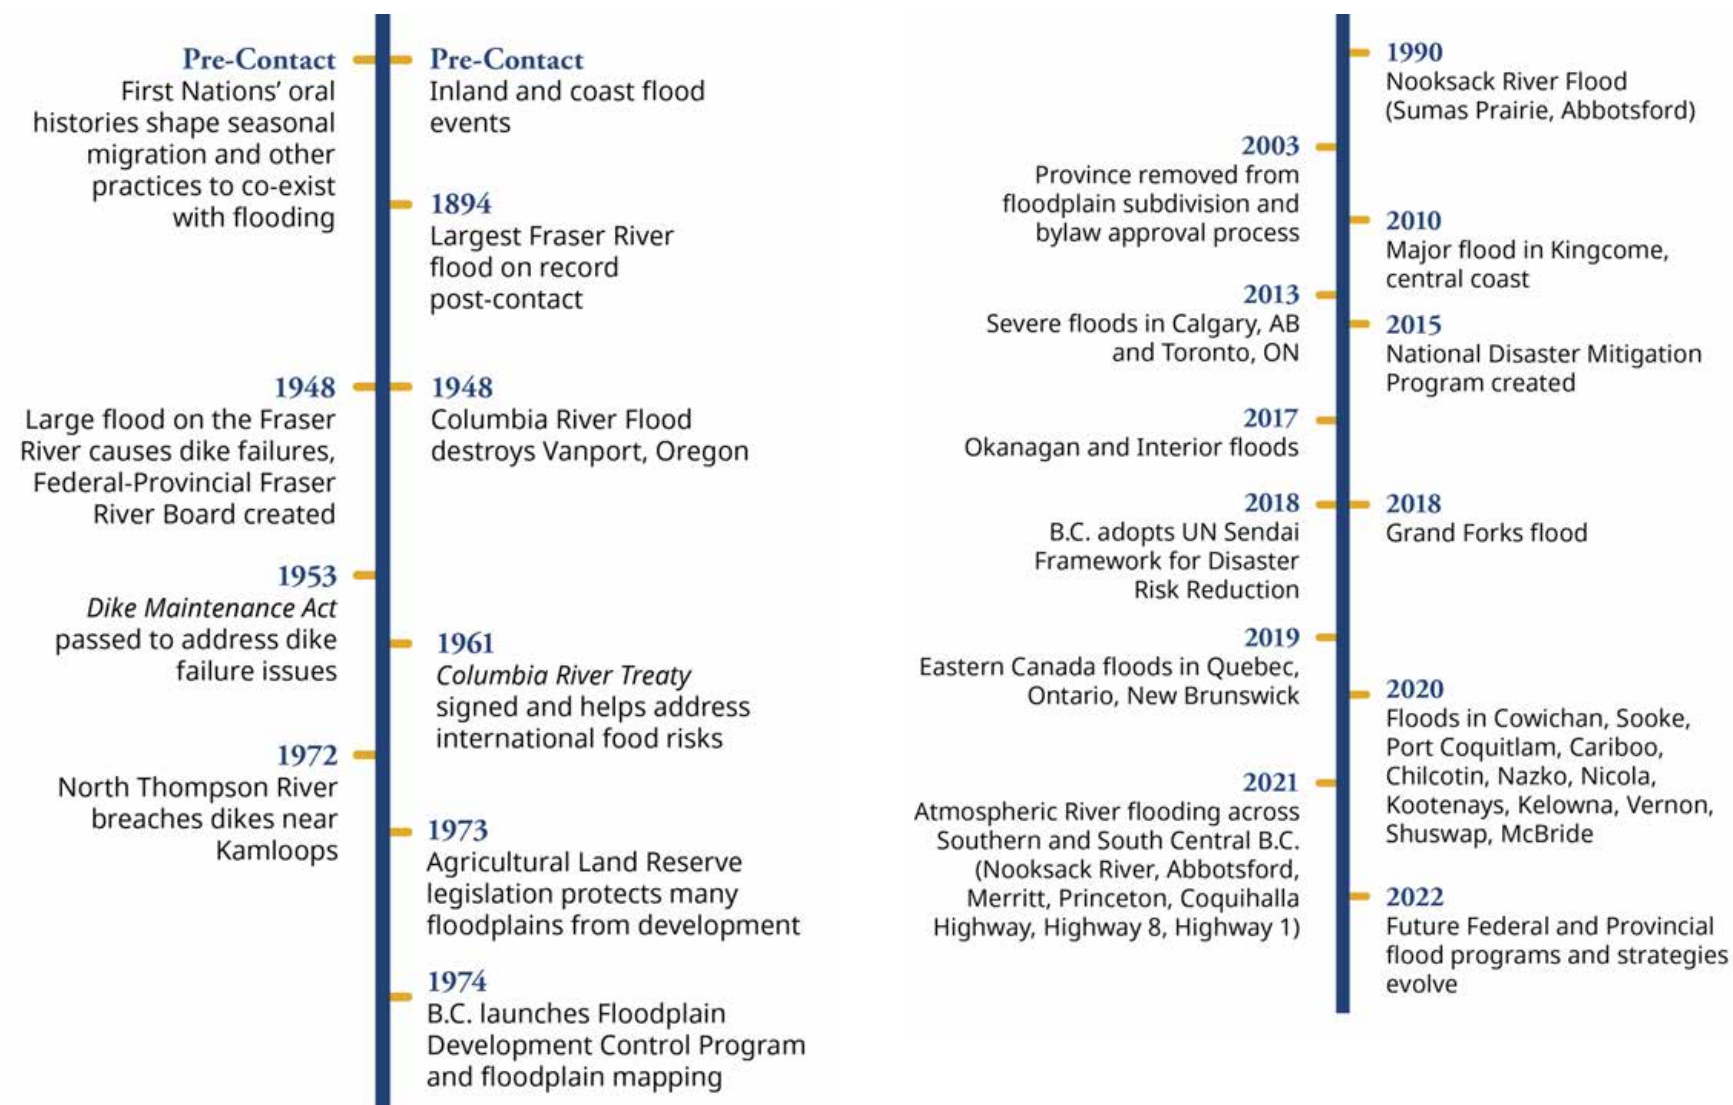 Pre-Contact
First Nations’ oral
histories shape seasonal
migration and other
practices to co-exist
with flooding
Pre-Contact
Inland and coast flood
events
1894
Largest Fraser River
flood on record
post-contact
1948
Large flood on the Fraser
River causes dike failures,
Federal-Provincial Fraser
River Board created
1948
Columbia River Flood
destroys Vanport, Oregon
1953
Dike Maintenance Act
passed to address dike
failure issues
1961
Columbia River Treaty
signed and helps address
international food risks
1972
North Thompson River
breaches dikes near
Kamloops
1973
Agricultural Land Reserve
legislation protects many
floodplains from development
1974
B.C. launches Floodplain
Development Control Program
and floodplain mapping
1990
Nooksack River Flood
(Sumas Prairie, Abbotsford)
2003
Province removed from
floodplain subdivision and
bylaw approval process
2010
Major flood in Kingcome,
central coast
2013
Severe floods in Calgary, AB
and Toronto, ON
2015
National Disaster Mitigation
Program created
2017
Okanagan and Interior floods
2018
B.C. adopts UN Sendai
Framework for Disaster
Risk Reduction
2018
Grand Forks flood
2019
Eastern Canada floods in Quebec,
Ontario, New Brunswick
2020
Floods in Cowichan, Sooke,
Port Coquitlam, Cariboo,
Chilcotin, Nazko, Nicola,
Kootenays, Kelowna, Vernon,
Shuswap, McBride
2021
Atmospheric River flooding across
Southern and South Central B.C.
(Nooksack River, Abbotsford,
Merritt, Princeton, Coquihalla
Highway, Highway 8, Highway 1)
2022
Future Federal and Provincial
flood programs and strategies
evolve